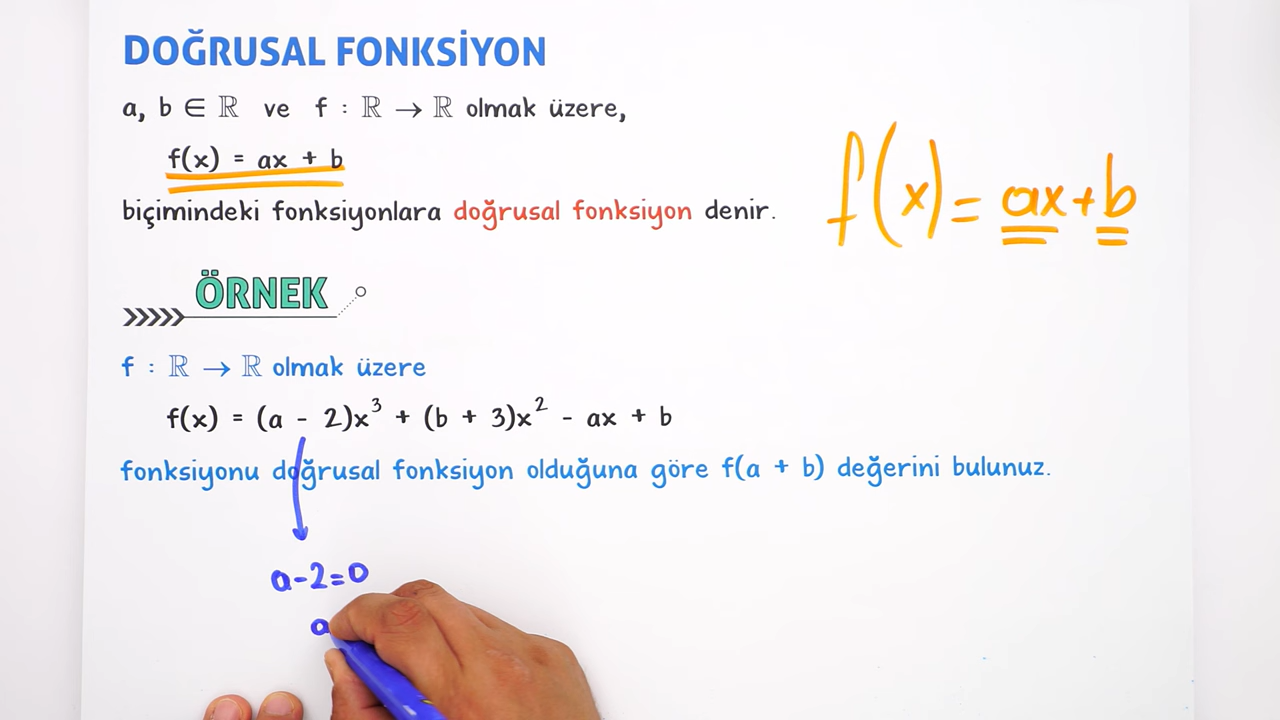 DOĞRUSAL FONKSİYON
a, b ∈ ℝ ve f : ℝ → ℝ olmak üzere,
f(x) = ax + b
f(x) = ax + b
biçimindeki fonksiyonlara doğrusal fonksiyon denir.
ÖRNEK
f : ℝ → ℝ olmak üzere
f(x) = (a - 2)x³ + (b + 3)x² - ax + b
fonksiyonu doğrusal fonksiyon olduğuna göre f(a + b) değerini bulunuz.
a-2=0
a